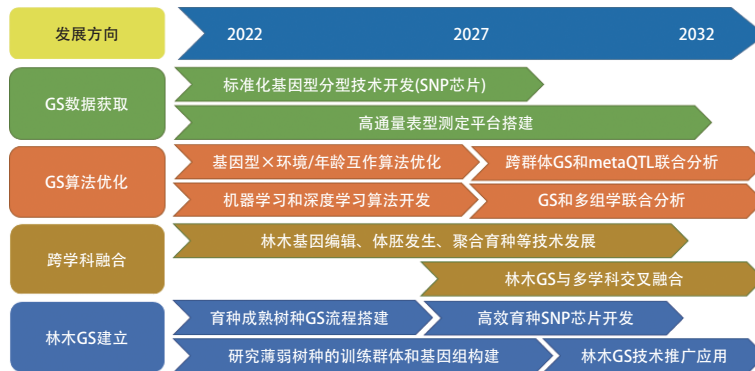 发展方向 2022 2027 2032
GS数据获取
标准化基因型分型技术开发(SNP芯片)
高通量表型测定平台搭建
GS算法优化
基因型×环境/年龄互作算法优化 跨群体GS和metaQTL联合分析
机器学习和深度学习算法开发 GS和多组学联合分析
跨学科融合
林木基因编辑、体胚发生、聚合育种等技术发展
林木GS与多学科交叉融合
林木GS建立
育种成熟树种GS流程搭建 高效育种SNP芯片开发
研究薄弱树种的训练群体和基因组构建 林木GS技术推广应用